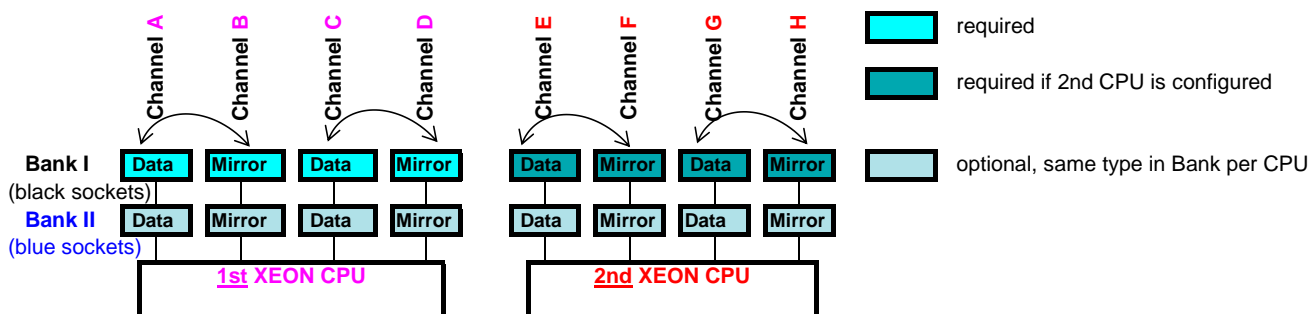 Channel A
Channel B
Channel C
Channel D
Channel E
Channel F
Channel G
Channel H
required
required if 2nd CPU is configured
optional, same type in Bank per CPU
Bank I
(black sockets)
Data Mirror Data Mirror Data Mirror Data Mirror
Bank II
(blue sockets)
Data Mirror Data Mirror Data Mirror Data Mirror
1st XEON CPU
2nd XEON CPU